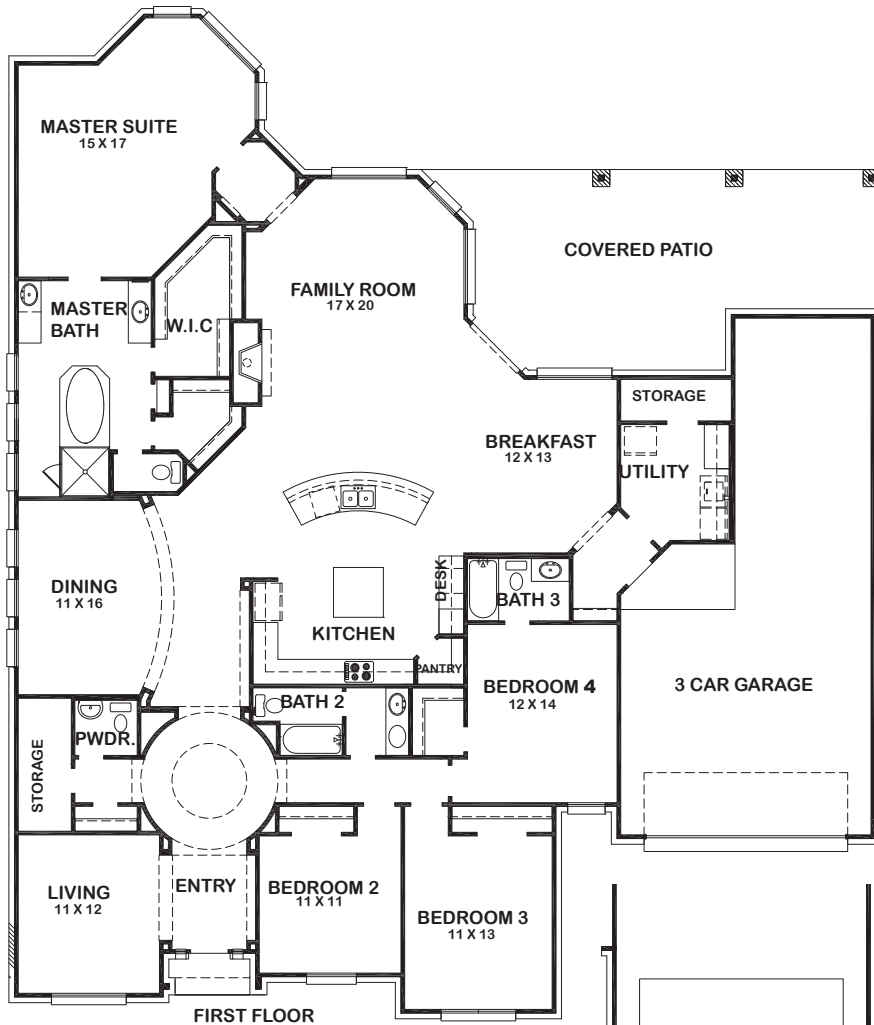 MASTER SUITE
15 X 17
COVERED PATIO
FAMILY ROOM
17 X 20
MASTER
BATH
W.I.C
STORAGE
BREAKFAST
12 X 13
UTILITY
DINING
11 X 16
DESK
BATH 3
KITCHEN
PANTRY
BEDROOM 4
12 X 14
3 CAR GARAGE
BATH 2
PWDR.
STORAGE
LIVING
11 X 12
ENTRY
BEDROOM 2
11 X 11
BEDROOM 3
11 X 13
FIRST FLOOR